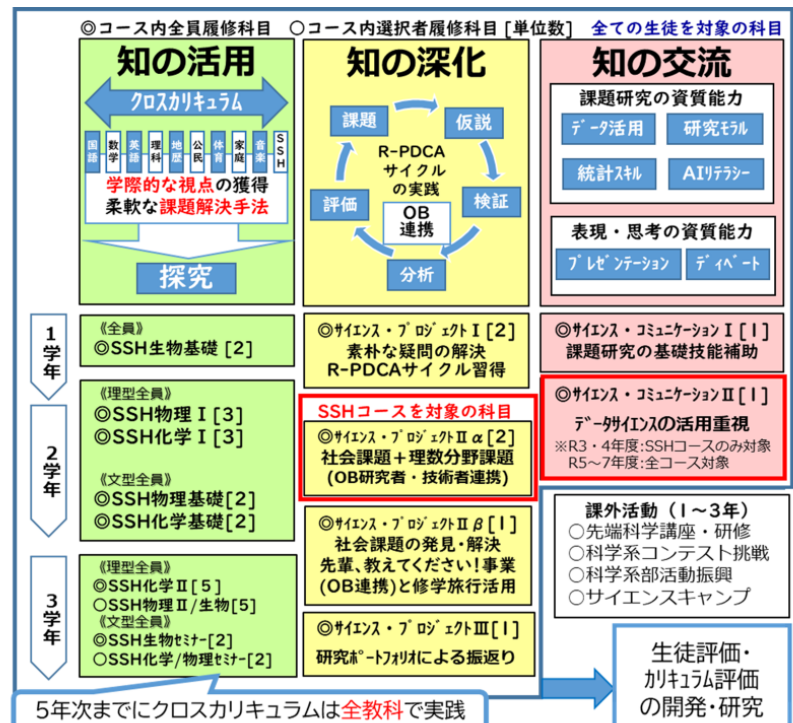 ◎コース内全員履修科目 ○コース内選択者履修科目 [単位数] 全ての生徒を対象の科目
知の活用
クロスカリキュラム
国語
数学
英語
理科
地歴
公民
体育
家庭
音楽
SSH
学際的な視点の獲得
柔軟な課題解決手法
探究
知の深化
課題
仮説
R-PDCA
サイクル
の実践
評価
検証
OB
連携
分析
知の交流
課題研究の資質能力
データ活用
研究モラル
統計スキル
AIリテラシー
表現・思考の資質能力
プレゼンテーション
ディベート
1学年
《全員》
◎SSH生物基礎[2]
◎サイエンス・プロジェクトⅠ[2]
素朴な疑問の解決
R-PDCAサイクル習得
◎サイエンス・コミュニケーションⅠ[1]
課題研究の基礎技能補助
2学年
《理型全員》
◎SSH物理Ⅰ[3]
◎SSH化学Ⅰ[3]
《文型全員》
◎SSH物理基礎[2]
◎SSH化学基礎[2]
SSHコースを対象の科目
◎サイエンス・プロジェクトⅡα[2]
社会課題+理数分野課題
(OB研究者・技術者連携)
◎サイエンス・プロジェクトⅡβ[1]
社会課題の発見・解決
先輩、教えてください!事業
(OB連携)と修学旅行活用
◎サイエンス・コミュニケーションⅡ[1]
データサイエンスの活用重視
※R3・4年度:SSHコースのみ対象
R5~7年度:全コース対象
課外活動(1~3年)
○先端科学講座・研修
○科学系コンテスト挑戦
○科学系部活動振興
○サイエンスキャンプ
3学年
《理型全員》
◎SSH化学Ⅱ[5]
○SSH物理Ⅱ/生物[5]
《文型全員》
◎SSH生物セミナー[2]
○SSH化学/物理セミナー[2]
◎サイエンス・プロジェクトⅢ[1]
研究ポートフォリオによる振返り
5年次までにクロスカリキュラムは全教科で実践
生徒評価・
カリキュラム評価
の開発・研究